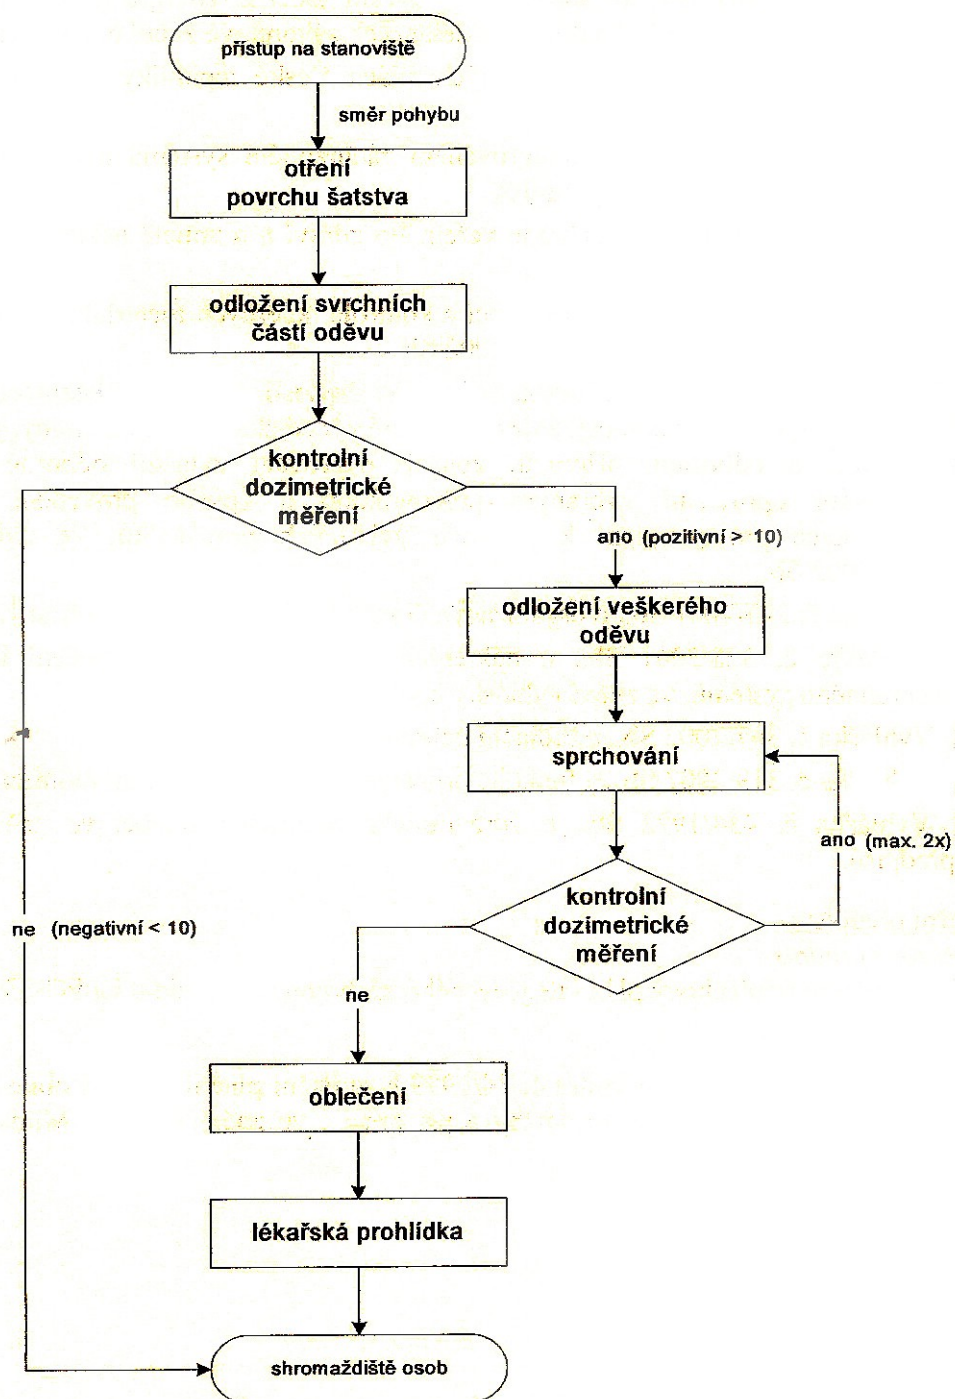 přístup na stanoviště
směr pohybu
otření
povrchu šatstva
odložení svrchních
částí oděvu
kontrolní
dozimetrické
měření
ano (pozitivní > 10)
odložení veškerého
oděvu
sprchování
ano (max. 2x)
kontrolní
dozimetrické
měření
ne (negativní < 10)
ne
oblečení
lékařská prohlídka
shromaždiště osob